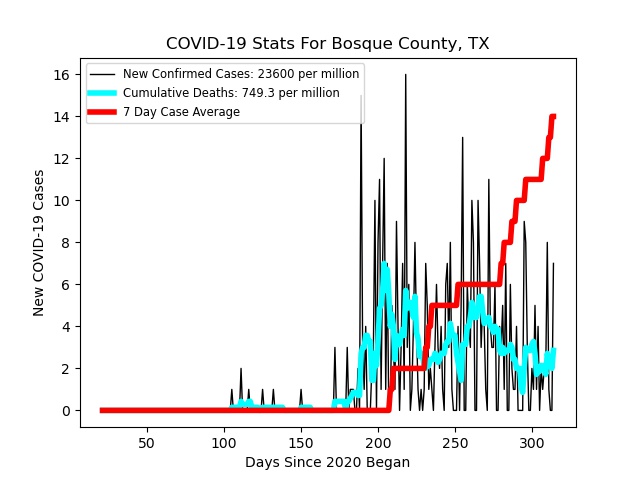 COVID-19 Stats For Bosque County, TX
New Confirmed Cases: 23600 per million
Cumulative Deaths: 749.3 per million
7 Day Case Average
New COVID-19 Cases
16
14
12
10
8
6
4
2
0
50 100 150 200 250 300
Days Since 2020 Began